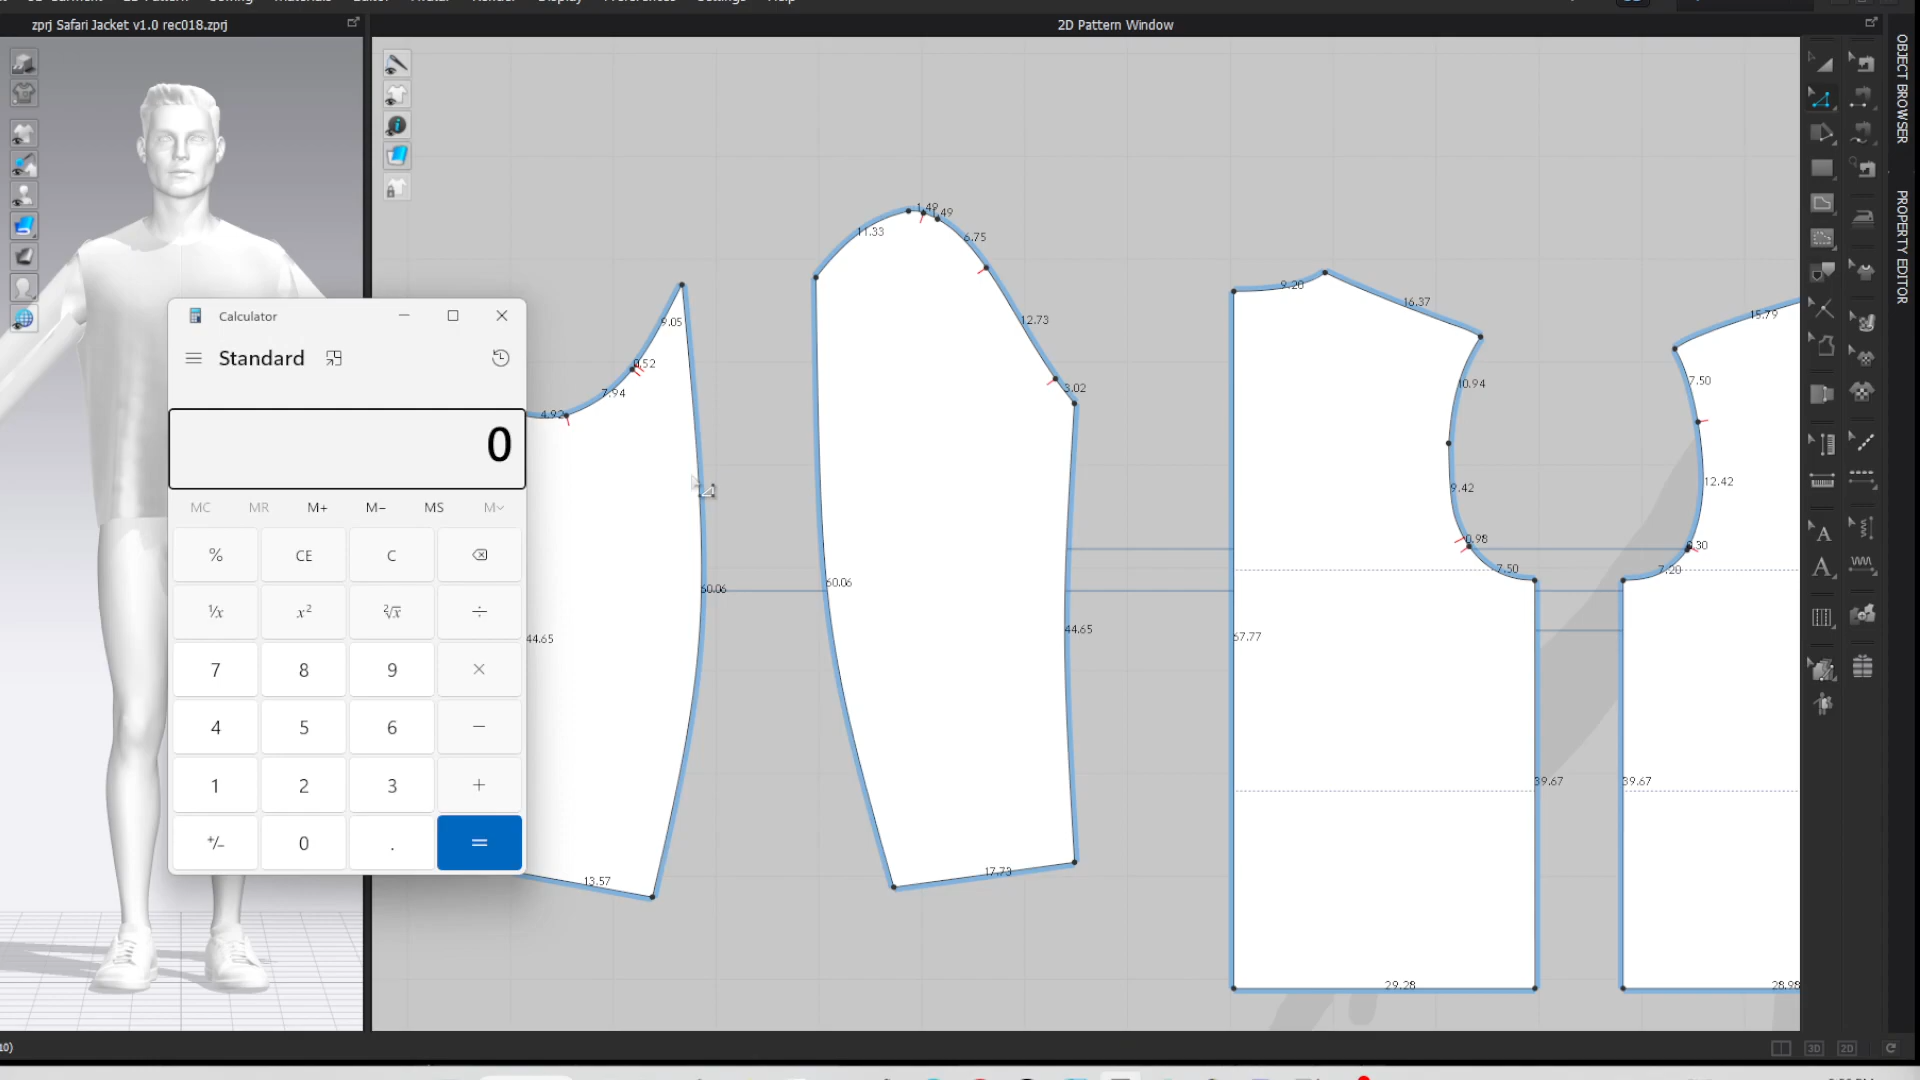 zprj Safari Jacket v1.0 rec018.zprj
2D Pattern Window
OBJECT BROWSER
PROPERTY EDITOR
Calculator
Standard
0
MC MR M+ M− MS M
% CE C
¹/x x² ²√x ÷
7 8 9 ×
4 5 6 −
1 2 3 +
+/− 0 . =
9.05
0.52
7.94
4.92
44.65
60.06
13.57
1.49
1.49
11.33
6.75
12.73
3.02
60.06
44.65
17.73
9.20
16.37
10.94
9.42
0.98
7.50
67.77
39.67
29.28
15.79
7.50
12.42
7.20
39.67
28.98
3D
2D